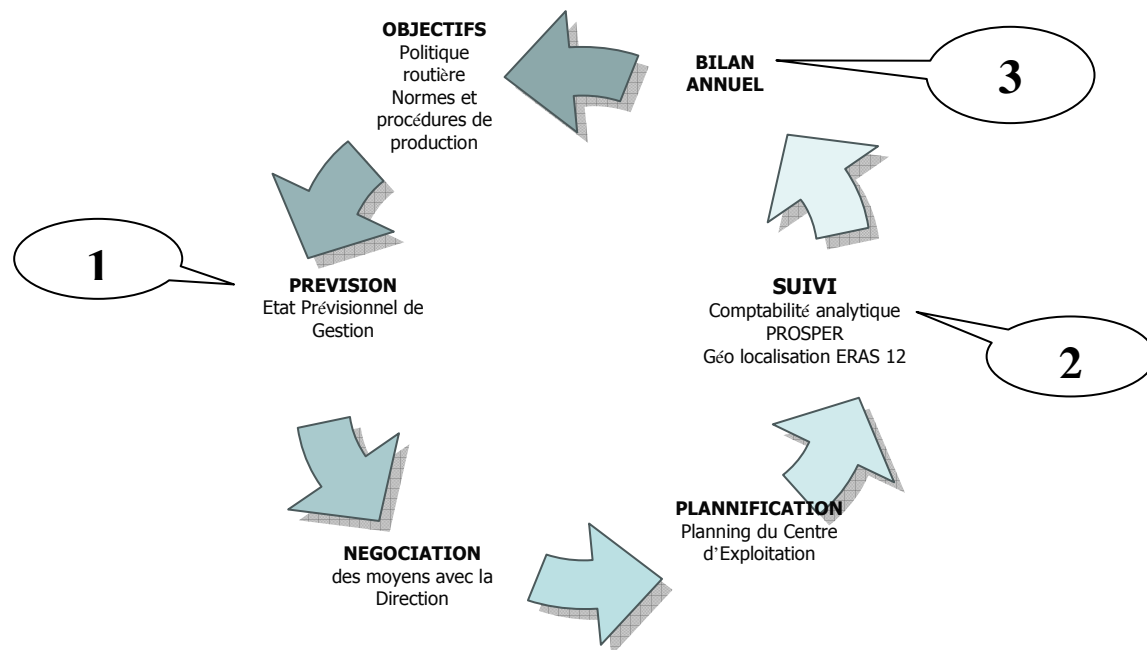 OBJECTIFS
Politique
routière
Normes et
procédures de
production
BILAN
ANNUEL
3
1
PREVISION
Etat Prévisionnel de
Gestion
SUIVI
Comptabilité analytique
PROSPER
Géo localisation ERAS 12
2
PLANNIFICATION
Planning du Centre
d'Exploitation
NEGOCIATION
des moyens avec la
Direction